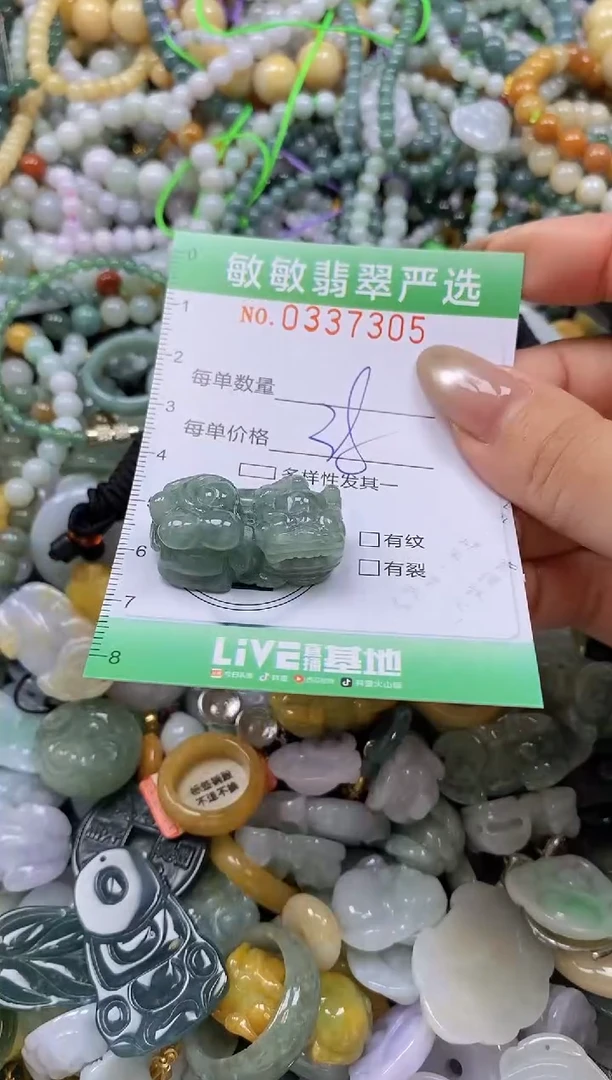 敏敏翡翠严选
NO.0337305
每单数量
每单价格 38
多样性发其一
有纹
有裂
LiVE直播基地
0
1
2
3
4
6
7
8